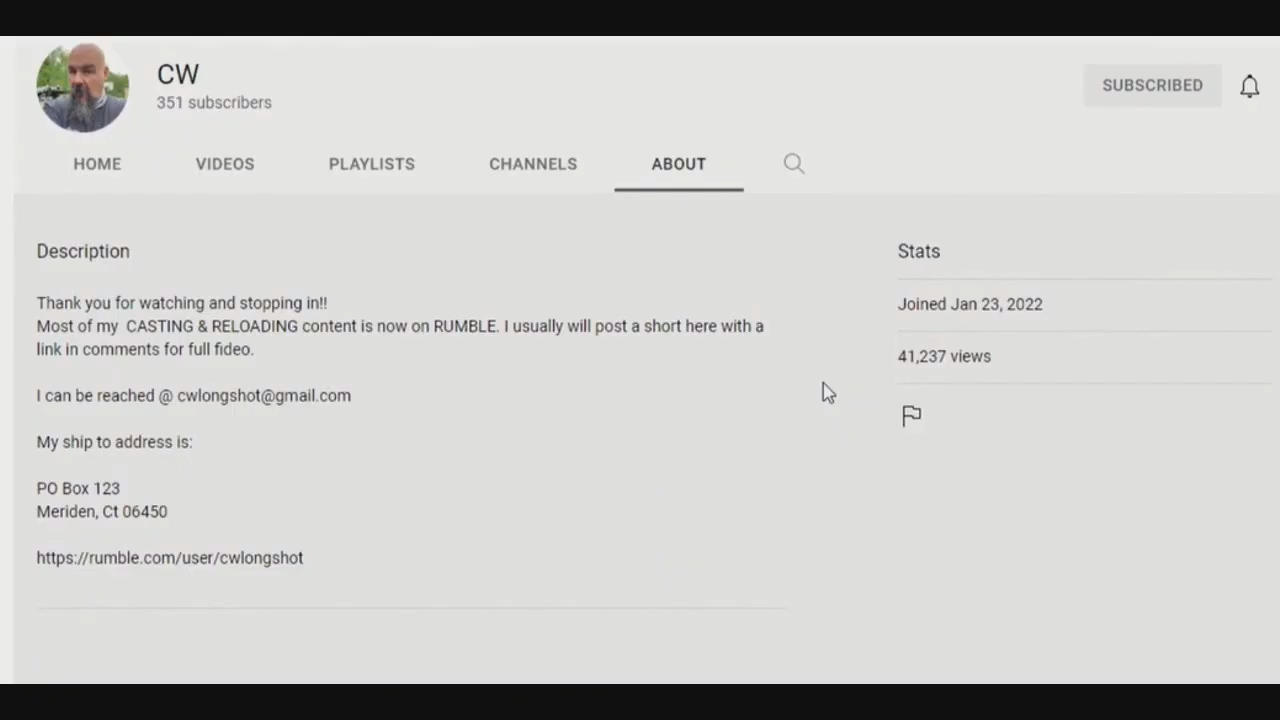 CW
351 subscribers
SUBSCRIBED
HOME VIDEOS PLAYLISTS CHANNELS ABOUT
Description
Thank you for watching and stopping in!!
Most of my  CASTING & RELOADING content is now on RUMBLE. I usually will post a short here with a
link in comments for full fideo.
I can be reached @ cwlongshot@gmail.com
My ship to address is:
PO Box 123
Meriden, Ct 06450
https://rumble.com/user/cwlongshot
Stats
Joined Jan 23, 2022
41,237 views